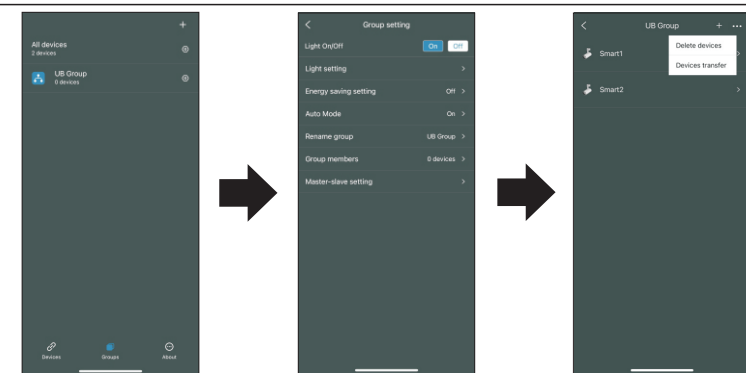 +
All devices
2 devices
UB Group
0 devices
Devices Groups About
Group setting
Light On/Off On Off
Light setting
Energy saving setting Off
Auto Mode On
Rename group UB Group
Group members 0 devices
Master-slave setting
UB Group + •••
Delete devices
Smart1
Devices transfer
Smart2